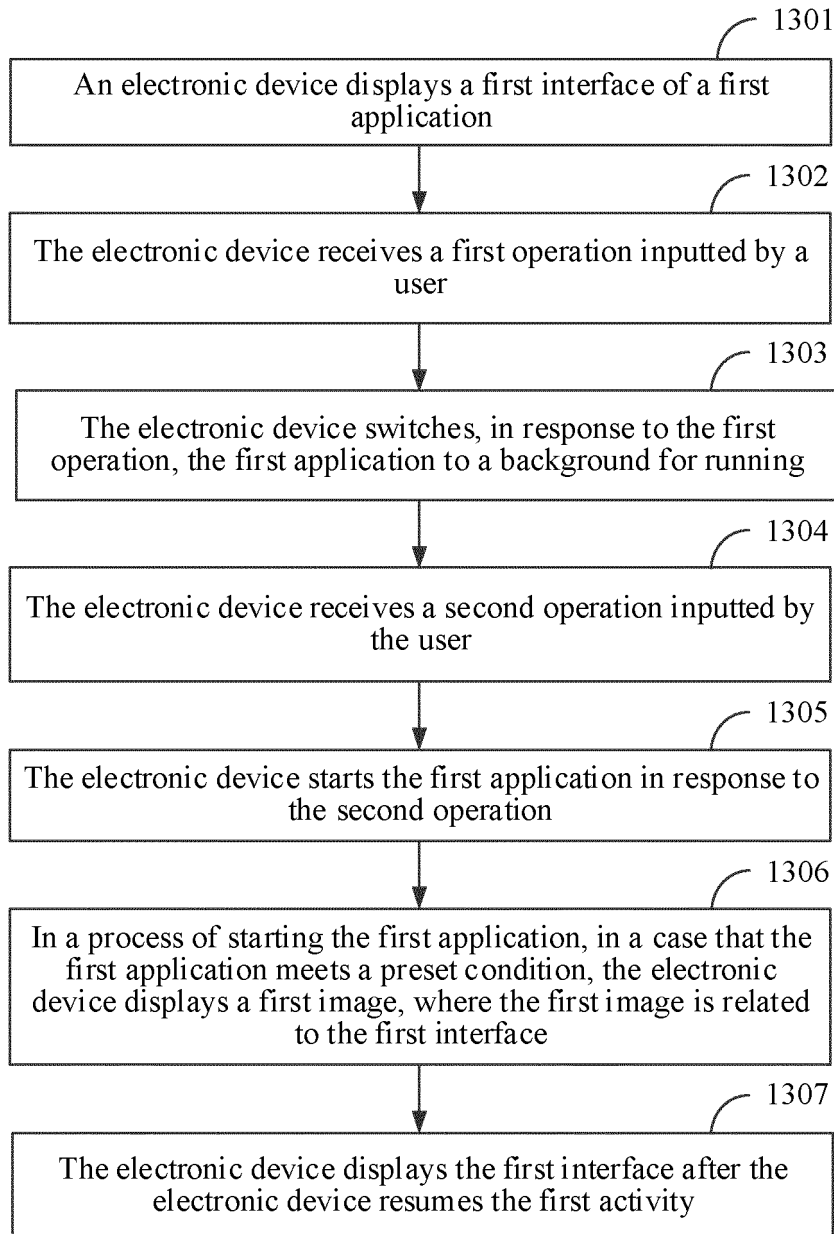 1301
An electronic device displays a first interface of a first
application
1302
The electronic device receives a first operation inputted by a
user
1303
The electronic device switches, in response to the first
operation, the first application to a background for running
1304
The electronic device receives a second operation inputted by
the user
1305
The electronic device starts the first application in response to
the second operation
1306
In a process of starting the first application, in a case that the
first application meets a preset condition, the electronic
device displays a first image, where the first image is related
to the first interface
1307
The electronic device displays the first interface after the
electronic device resumes the first activity